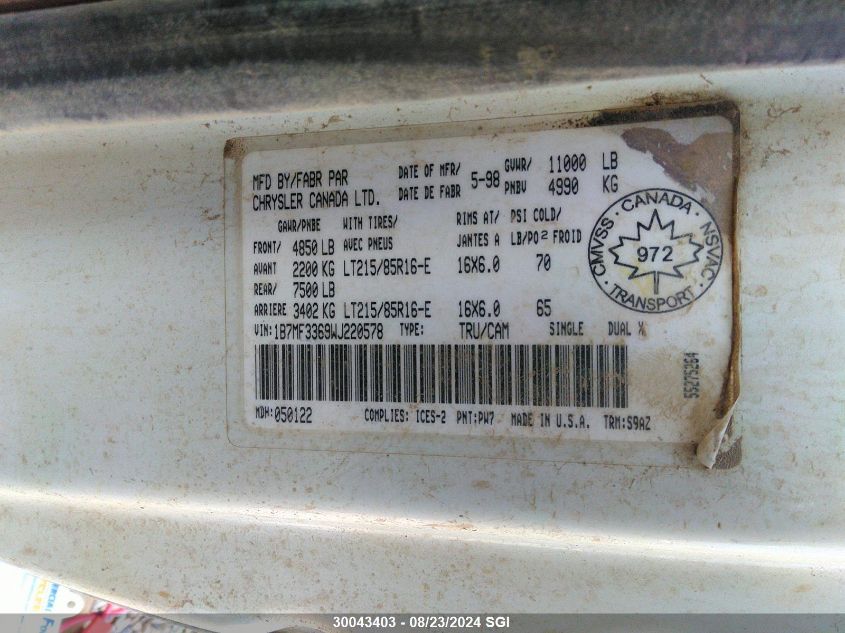 MFD BY/FABR PAR DATE OF MFR/ 5-98 GVWR/ 11000 LB
CHRYSLER CANADA LTD. DATE DE FABR PNBV 4990 KG
GAWR/PNBE WITH TIRES/ RIMS AT/ PSI COLD/
FRONT/ 4850 LB AVEC PNEUS JANTES A LB/PO2 FROID
AVANT 2200 KG LT215/85R16-E 16X6.0 70
REAR/ 7500 LB
ARRIERE 3402 KG LT215/85R16-E 16X6.0 65
VIN: 1B7MF3369WJ220578 TYPE: TRU/CAM SINGLE DUAL X
MDH: 050122 COMPLIES: ICES-2 PNT:PW7 MADE IN U.S.A. TRM:S9AZ
55275264
CMVSS · CANADA · NSVAC · TRANSPORT ·
972
30043403 - 08/23/2024 SGI